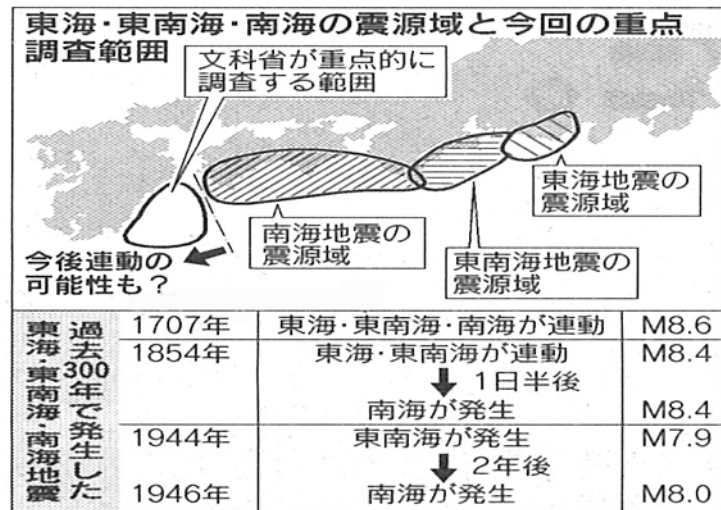 東海・東南海・南海の震源域と今回の重点
調査範囲
文科省が重点的に
調査する範囲
東海地震の
震源域
南海地震の
震源域
東南海地震の
震源域
今後連動の
可能性も?
過去300年で発生した
東海・東南海・南海地震
1707年 東海・東南海・南海が連動 M8.6
1854年 東海・東南海が連動 M8.4
1日半後
南海が発生 M8.4
1944年 東南海が発生 M7.9
2年後
1946年 南海が発生 M8.0